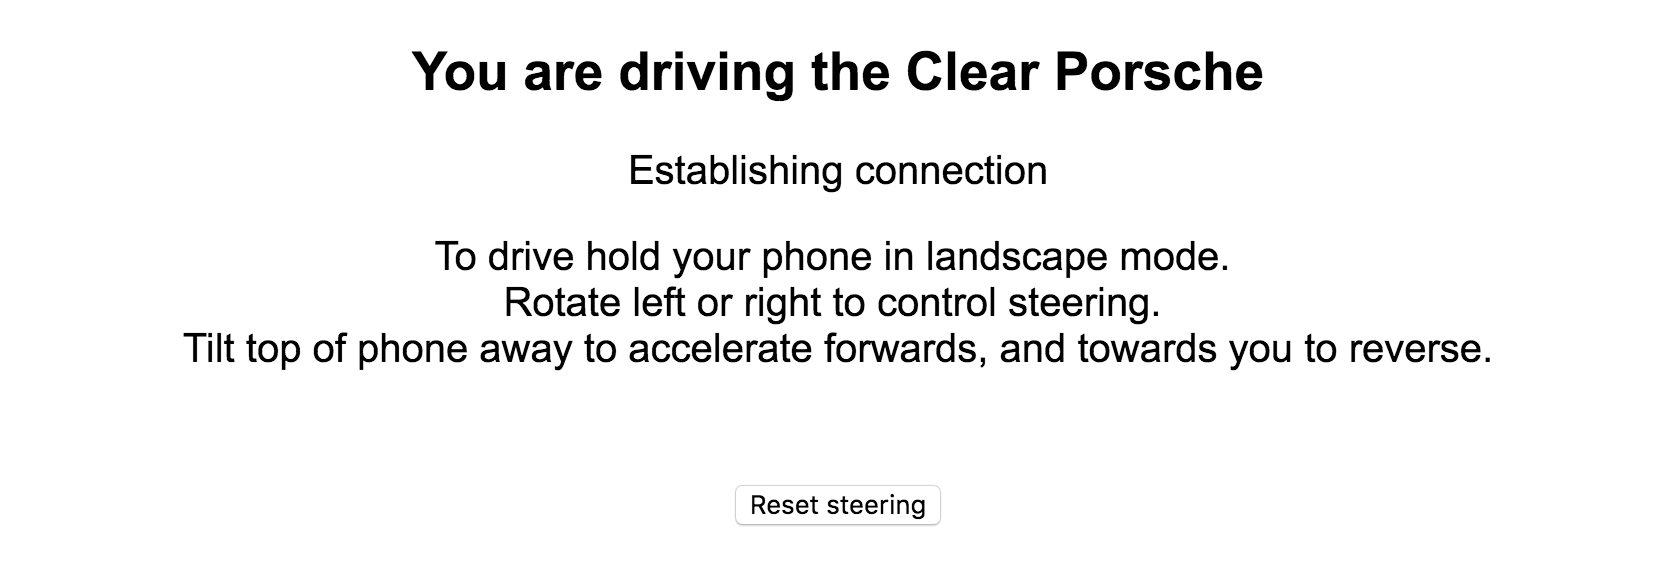 You are driving the Clear Porsche
Establishing connection
To drive hold your phone in landscape mode.
Rotate left or right to control steering.
Tilt top of phone away to accelerate forwards, and towards you to reverse.
Reset steering